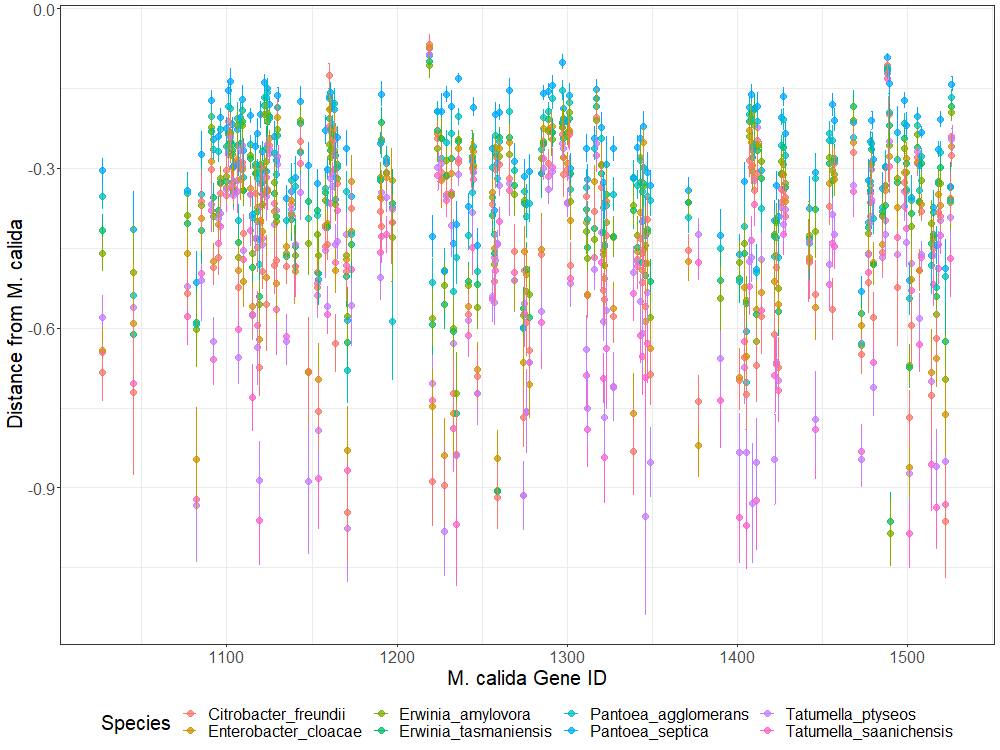 0.0
-0.3
-0.6
-0.9
Distance from M. calida
1100 1200 1300 1400 1500
M. calida Gene ID
Species
Citrobacter_freundii Erwinia_amylovora Pantoea_agglomerans Tatumella_ptyseos
Enterobacter_cloacae Erwinia_tasmaniensis Pantoea_septica Tatumella_saanichensis